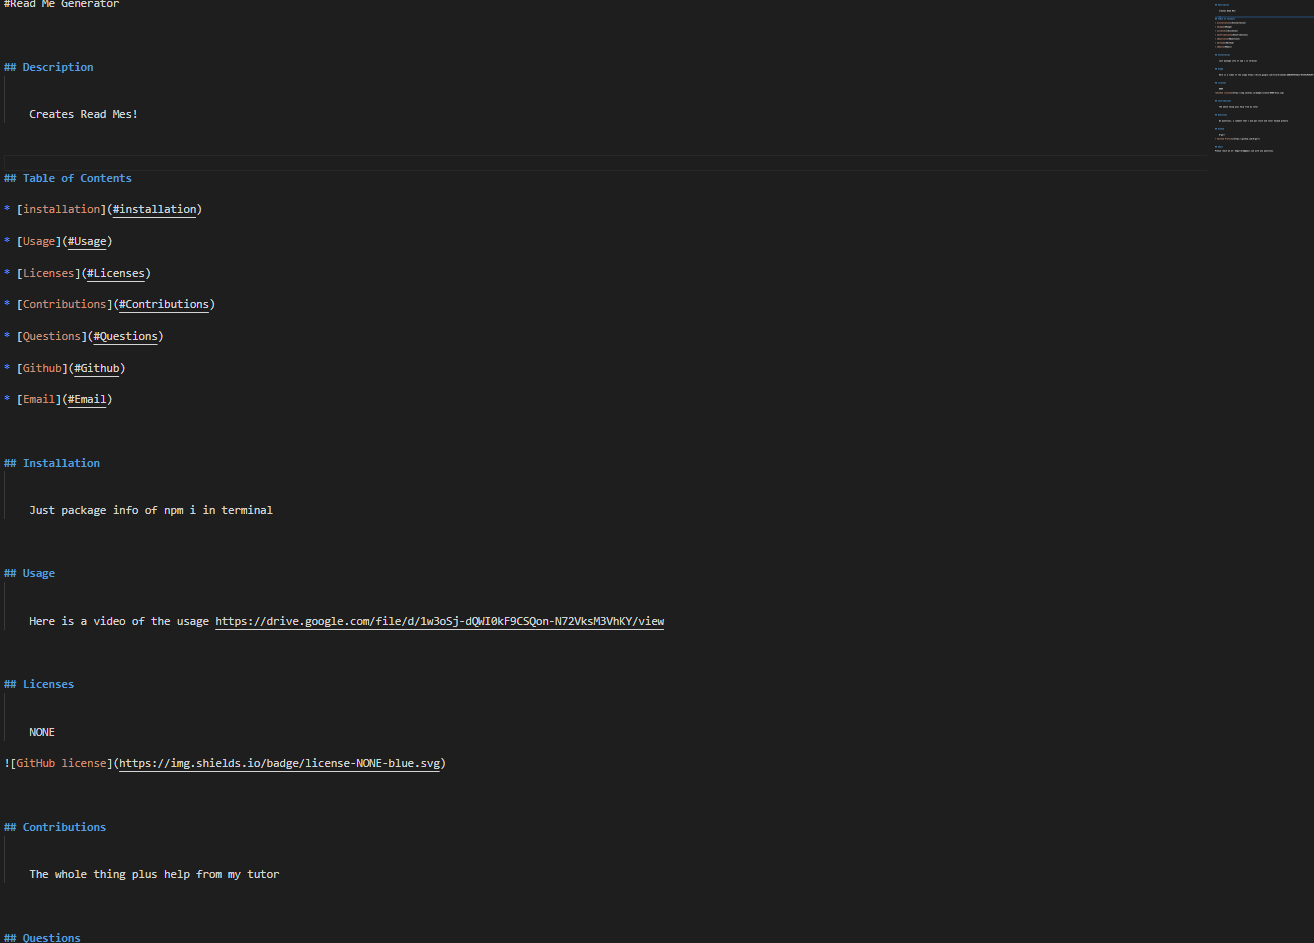 #Read Me Generator
## Description
Creates Read Mes!
## Table of Contents
* [installation](#installation)
* [Usage](#Usage)
* [Licenses](#Licenses)
* [Contributions](#Contributions)
* [Questions](#Questions)
* [Github](#Github)
* [Email](#Email)
## Installation
Just package info of npm i in terminal
## Usage
Here is a video of the usage https://drive.google.com/file/d/1w3oSj-dQWI0kF9CSQon-N72VksM3VhKY/view
## Licenses
NONE
![GitHub license](https://img.shields.io/badge/license-NONE-blue.svg)
## Contributions
The whole thing plus help from my tutor
## Questions